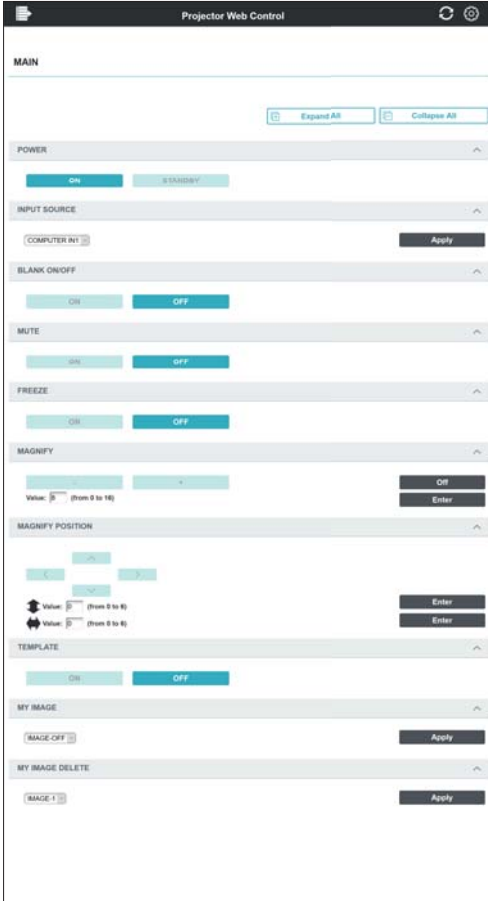 Projector Web Control
MAIN
Expand All Collapse All
POWER
ON STANDBY
INPUT SOURCE
COMPUTER IN1 Apply
BLANK ON/OFF
ON OFF
MUTE
ON OFF
FREEZE
ON OFF
MAGNIFY
- + Off
Value: 0 (from 0 to 16) Enter
MAGNIFY POSITION
Value: 0 (from 0 to 6) Enter
Value: 0 (from 0 to 6) Enter
TEMPLATE
ON OFF
MY IMAGE
IMAGE-OFF Apply
MY IMAGE DELETE
IMAGE-1 Apply